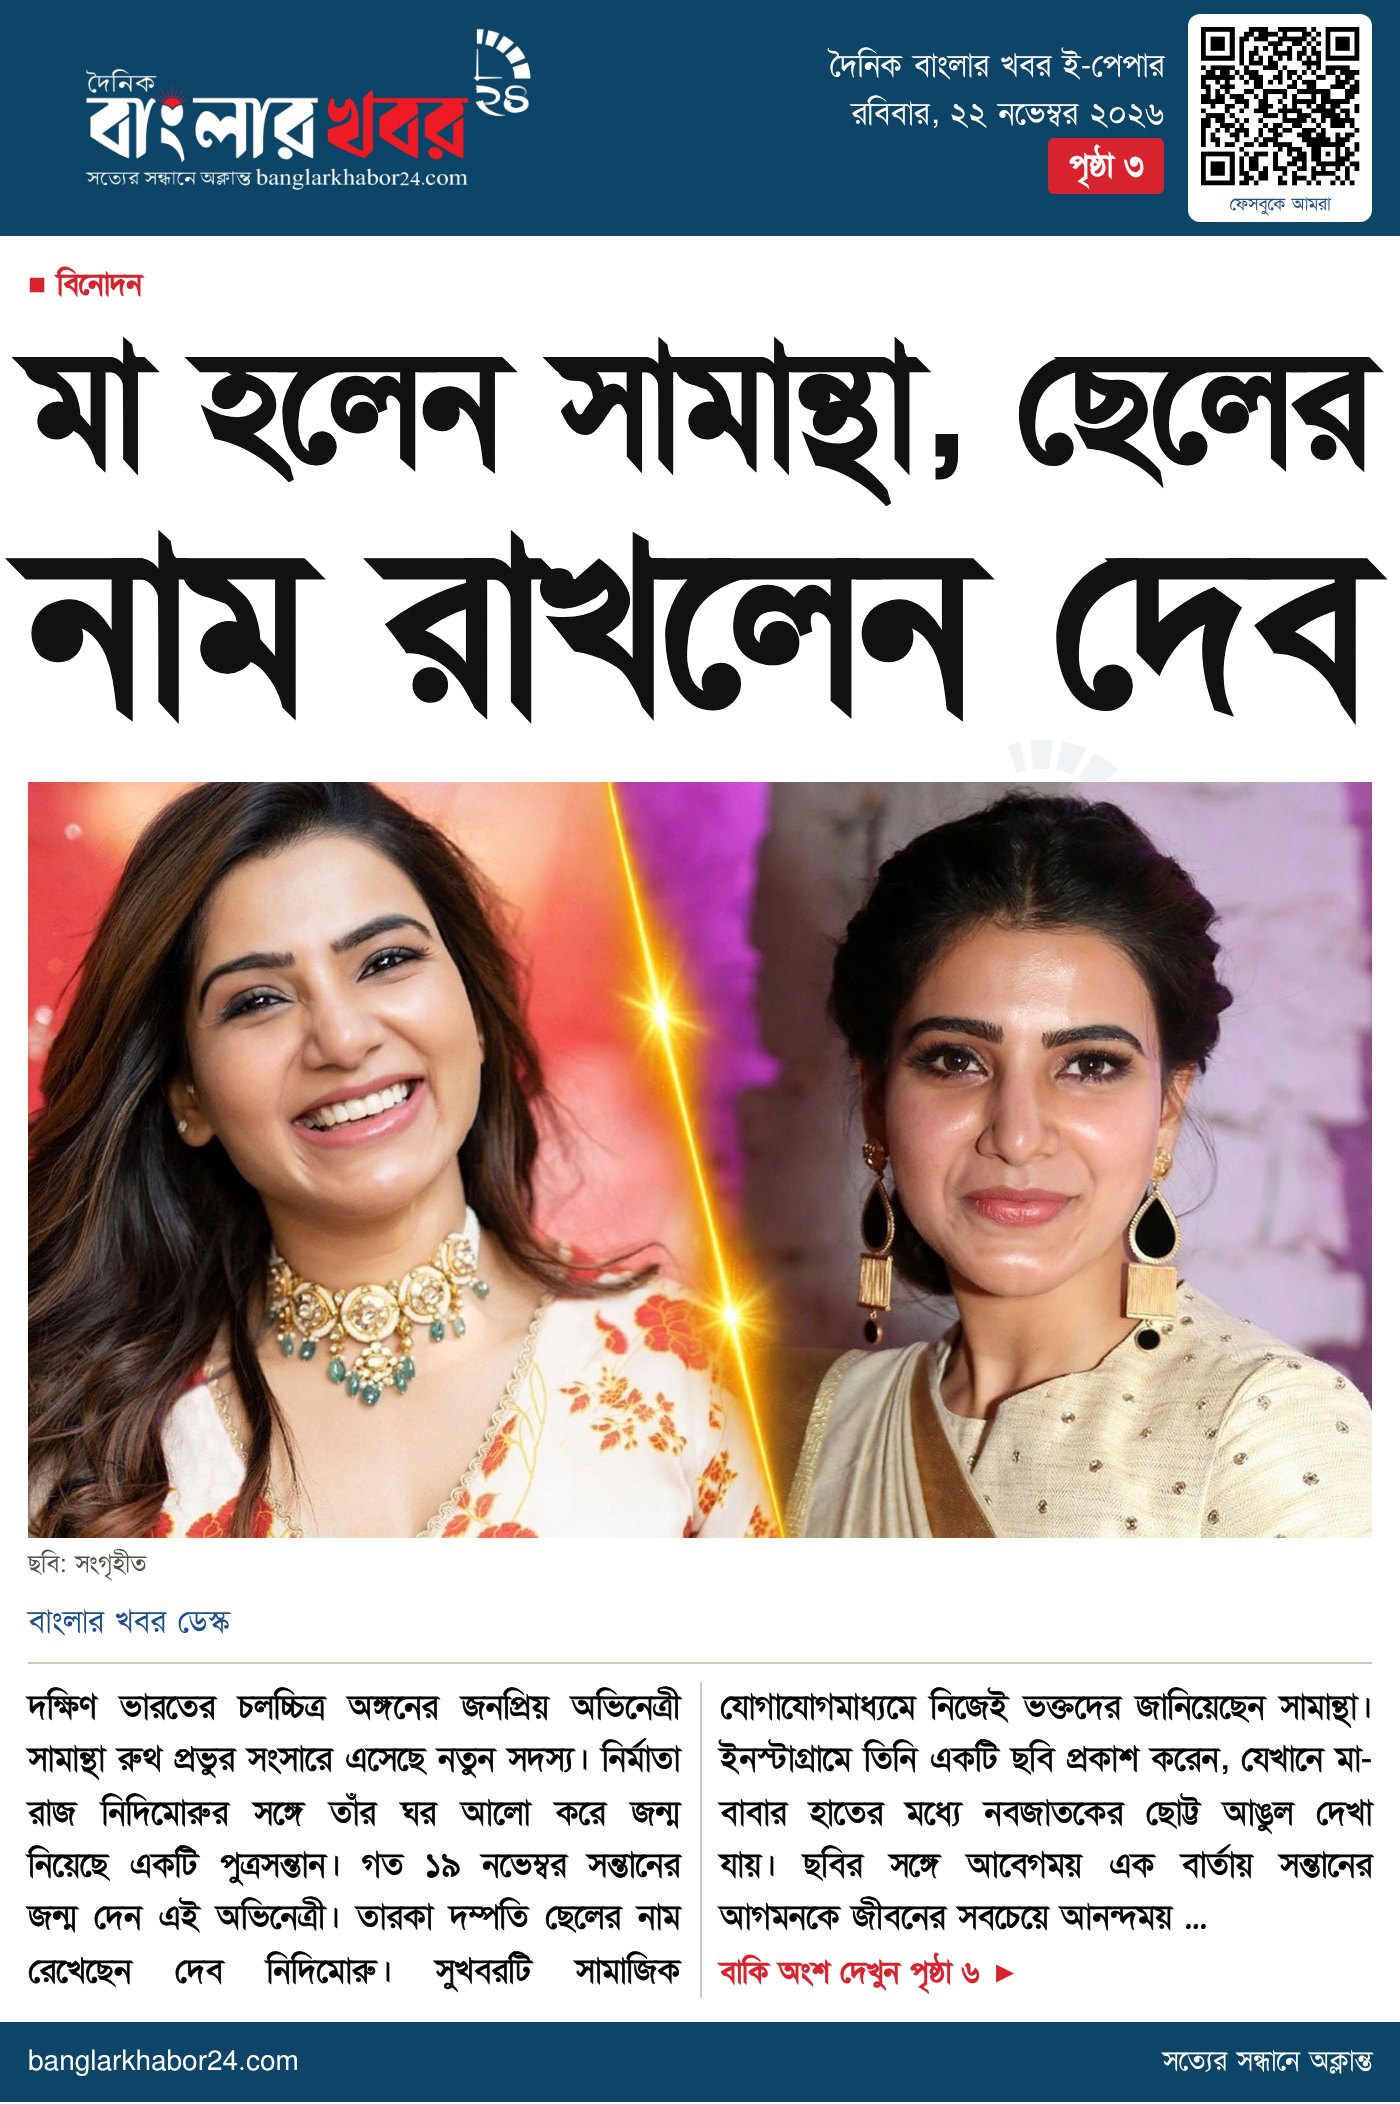 দৈনিক
বাংলার খবর
২৪
সত্যের সন্ধানে অক্লান্ত banglarkhabor24.com
দৈনিক বাংলার খবর ই-পেপার
রবিবার, ২২ নভেম্বর ২০২৬
পৃষ্ঠা ৩
ফেসবুকে আমরা
বিনোদন
মা হলেন সামান্থা, ছেলের
নাম রাখলেন দেব
ছবি: সংগৃহীত
বাংলার খবর ডেস্ক
দক্ষিণ ভারতের চলচ্চিত্র অঙ্গনের জনপ্রিয় অভিনেত্রী
সামান্থা রুথ প্রভুর সংসারে এসেছে নতুন সদস্য। নির্মাতা
রাজ নিদিমোরুর সঙ্গে তাঁর ঘর আলো করে জন্ম
নিয়েছে একটি পুত্রসন্তান। গত ১৯ নভেম্বর সন্তানের
জন্ম দেন এই অভিনেত্রী। তারকা দম্পতি ছেলের নাম
রেখেছেন দেব নিদিমোরু। সুখবরটি সামাজিক
যোগাযোগমাধ্যমে নিজেই ভক্তদের জানিয়েছেন সামান্থা।
ইনস্টাগ্রামে তিনি একটি ছবি প্রকাশ করেন, যেখানে মা-
বাবার হাতের মধ্যে নবজাতকের ছোট্ট আঙুল দেখা
যায়। ছবির সঙ্গে আবেগময় এক বার্তায় সন্তানের
আগমনকে জীবনের সবচেয়ে আনন্দময় ...
বাকি অংশ দেখুন পৃষ্ঠা ৬ ►
banglarkhabor24.com
সত্যের সন্ধানে অক্লান্ত